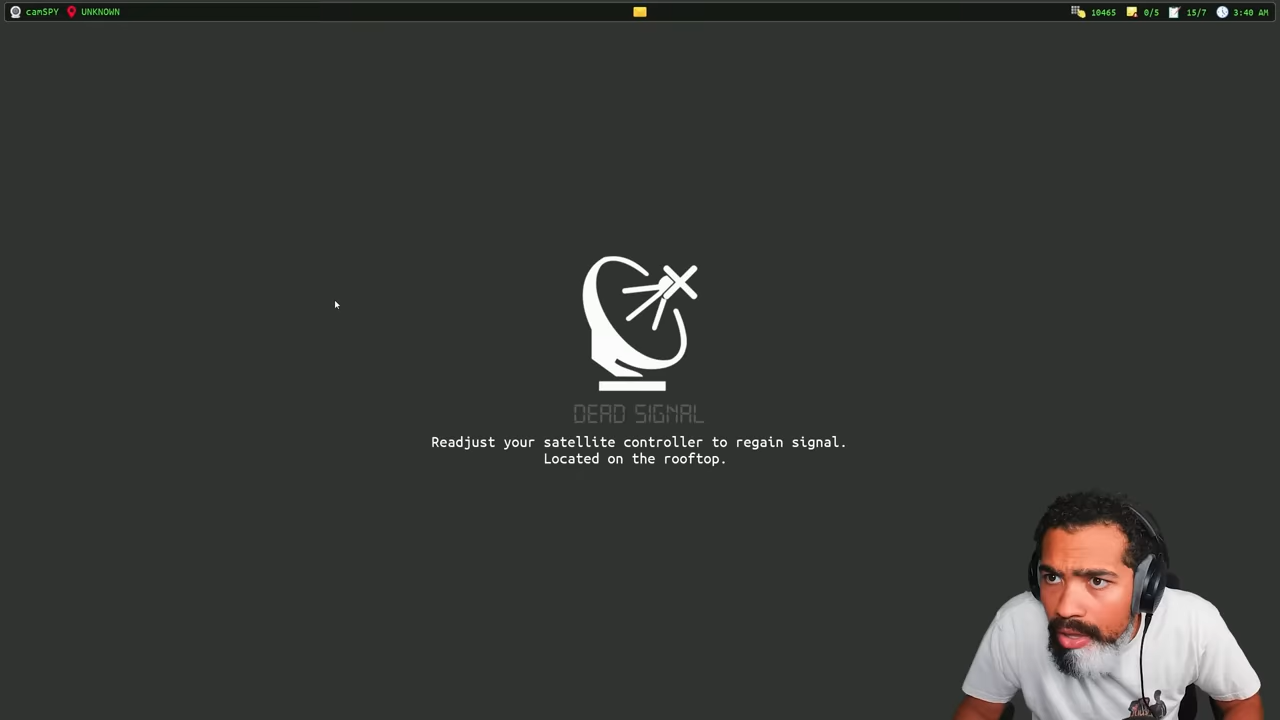 camSPY UNKNOWN 10465 0/5 15/7 3:40 AM
DEAD SIGNAL
Readjust your satellite controller to regain signal.
Located on the rooftop.